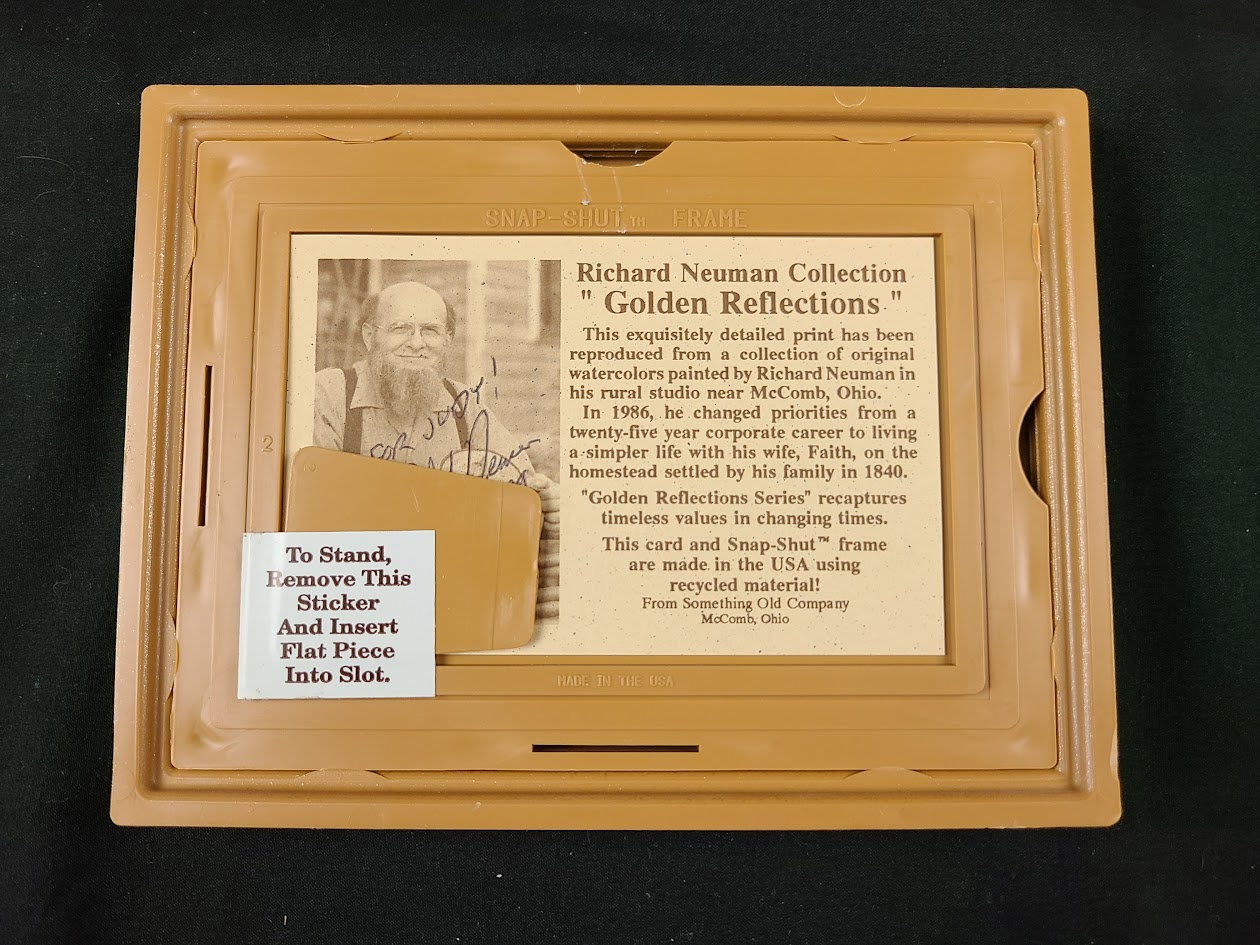 SNAP-SHUT™ FRAME
Richard Neuman Collection
" Golden Reflections "
This exquisitely detailed print has been
reproduced from a collection of original
watercolors painted by Richard Neuman in
his rural studio near McComb, Ohio.
In 1986, he changed priorities from a
twenty-five year corporate career to living
a simpler life with his wife, Faith, on the
homestead settled by his family in 1840.
"Golden Reflections Series" recaptures
timeless values in changing times.
This card and Snap-Shut™ frame
are made in the USA using
recycled material!
From Something Old Company
McComb, Ohio
FOR JUDY!
Neuman
2
2
To Stand,
Remove This
Sticker
And Insert
Flat Piece
Into Slot.
MADE IN THE USA